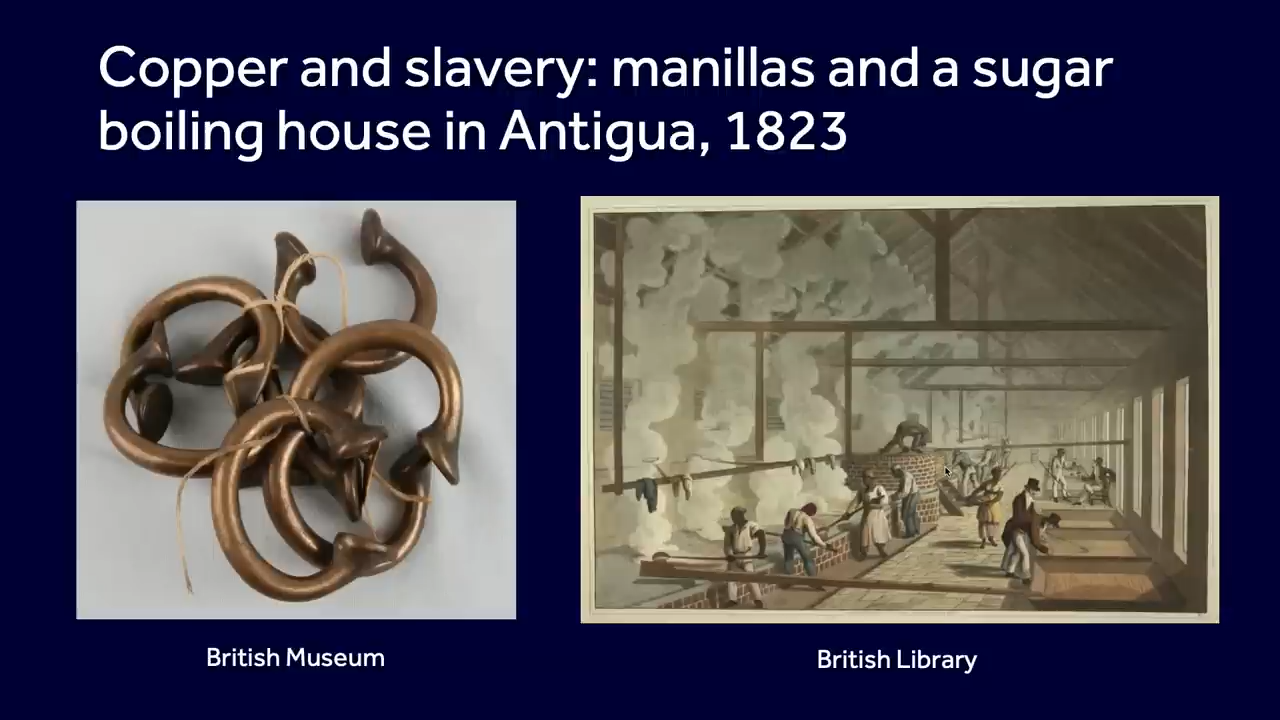 Copper and slavery: manillas and a sugar
boiling house in Antigua, 1823
British Museum
British Library